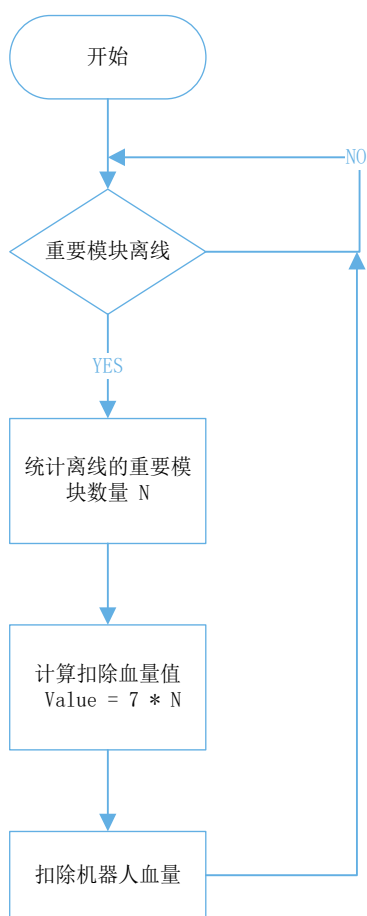 开始
NO
重要模块离线
YES
统计离线的重要模
块数量 N
计算扣除血量值
Value = 7 * N
扣除机器人血量